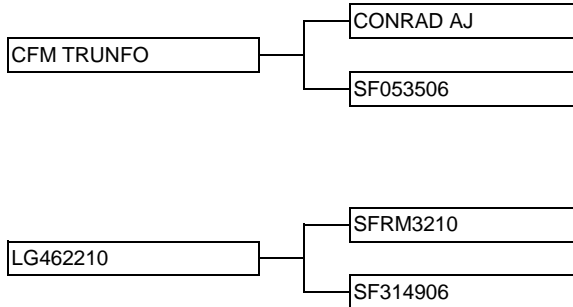 CONRAD AJ
CFM TRUNFO
SF053506
SFRM3210
LG462210
SF314906